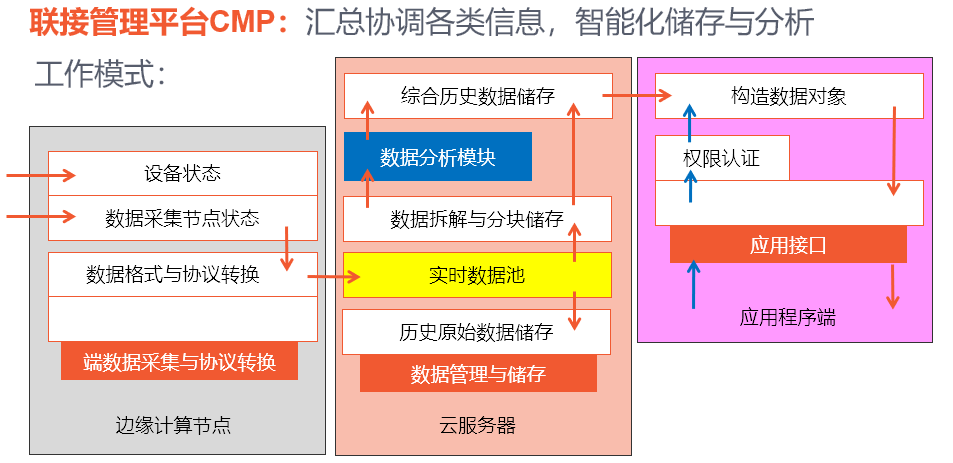 联接管理平台CMP：汇总协调各类信息，智能化储存与分析
工作模式：
设备状态
数据采集节点状态
数据格式与协议转换
端数据采集与协议转换
边缘计算节点
综合历史数据储存
数据分析模块
数据拆解与分块储存
实时数据池
历史原始数据储存
数据管理与储存
云服务器
构造数据对象
权限认证
应用接口
应用程序端